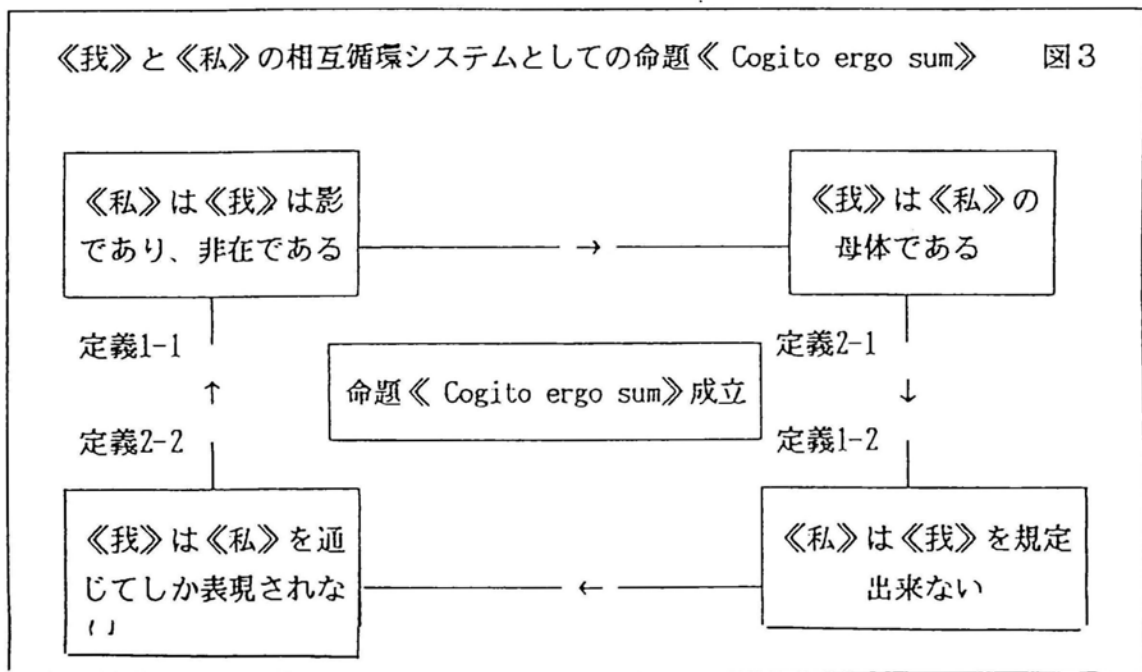 《我》と《私》の相互循環システムとしての命題《 Cogito ergo sum》 図3
《私》は《我》は影
であり、非在である
→
《我》は《私》の
母体である
定義1-1
↑
定義2-2
命題《 Cogito ergo sum》成立
定義2-1
↓
定義1-2
《我》は《私》を通
じてしか表現されな
い
←
《私》は《我》を規定
出来ない